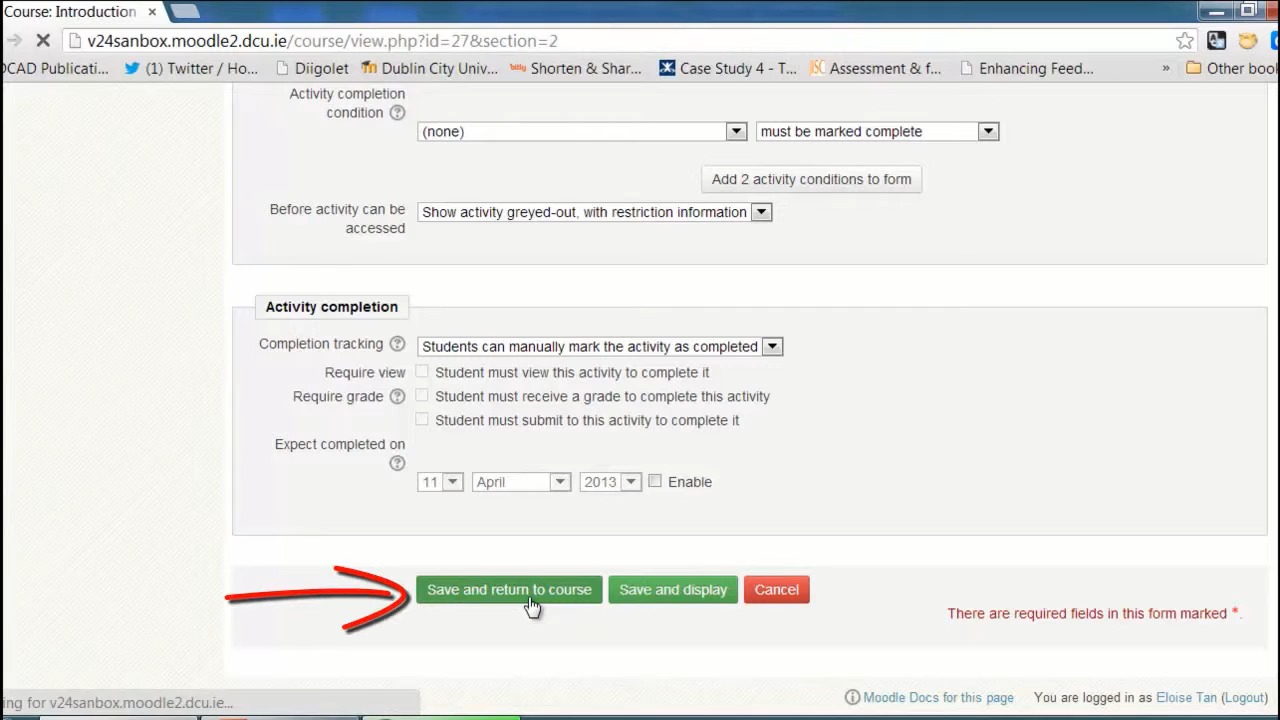 Course: Introduction ×
v24sanbox.moodle2.dcu.ie/course/view.php?id=27&section=2
OCAD Publicati... (1) Twitter / Ho... Diigolet Dublin City Univ... bitly Shorten & Shar... Case Study 4 - T... Assessment & f... Enhancing Feed... » Other book
Activity completion
condition ?
(none) must be marked complete
Add 2 activity conditions to form
Before activity can be
accessed
Show activity greyed-out, with restriction information
Activity completion
Completion tracking ? Students can manually mark the activity as completed
Require view Student must view this activity to complete it
Require grade ? Student must receive a grade to complete this activity
Student must submit to this activity to complete it
Expect completed on
?
11 April 2013 Enable
Save and return to course Save and display Cancel
There are required fields in this form marked *.
ing for v24sanbox.moodle2.dcu.ie...
Moodle Docs for this page You are logged in as Eloise Tan (Logout)